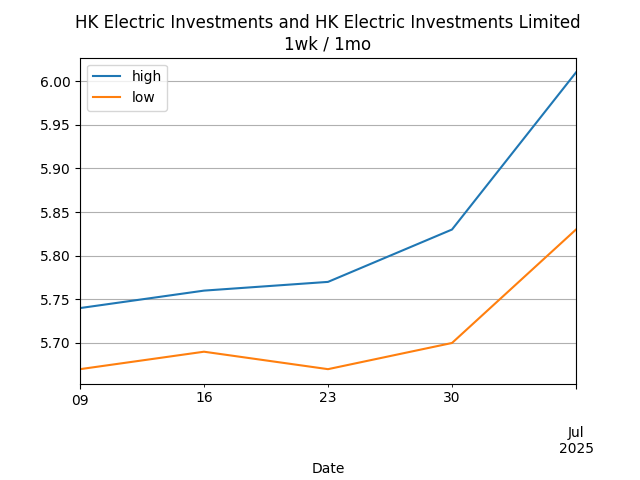 HK Electric Investments and HK Electric Investments Limited
1wk / 1mo
high
low
6.00
5.95
5.90
5.85
5.80
5.75
5.70
09
16
23
30
Jul
2025
Date